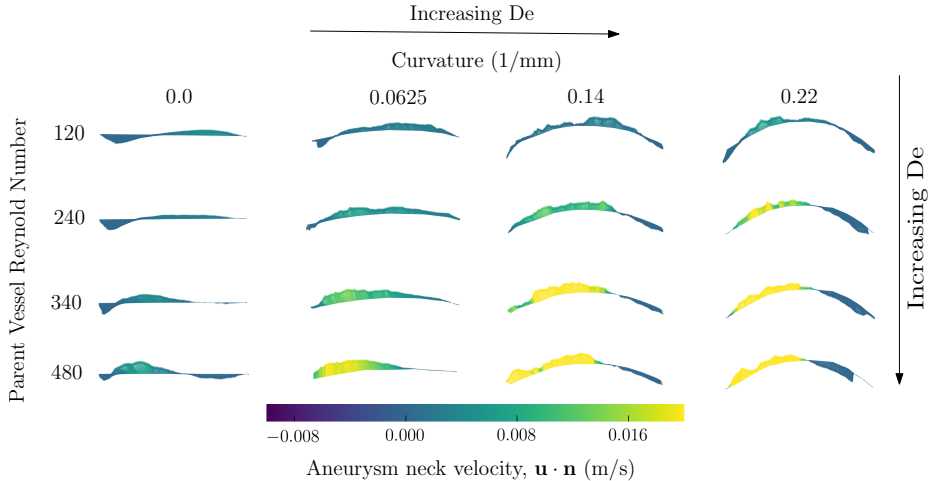 Increasing De
Curvature (1/mm)
0.0 0.0625 0.14 0.22
Parent Vessel Reynold Number
120
240
340
480
Increasing De
−0.008 0.000 0.008 0.016
Aneurysm neck velocity, u · n (m/s)